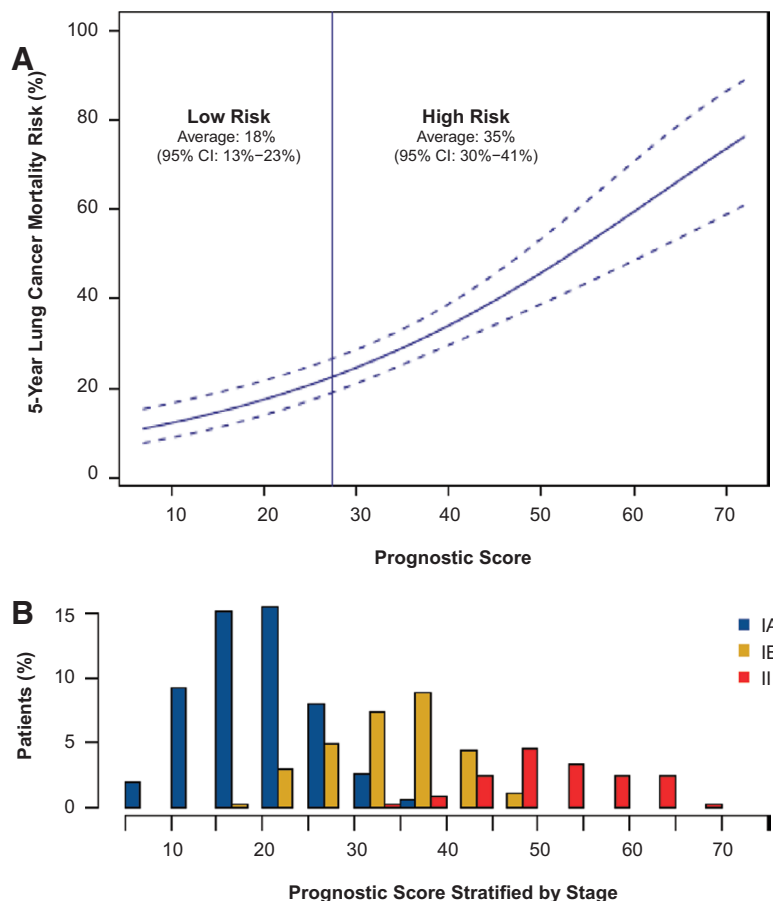 A
5-Year Lung Cancer Mortality Risk (%)
100
80
60
40
20
0
Low Risk
Average: 18%
(95% CI: 13%−23%)
High Risk
Average: 35%
(95% CI: 30%−41%)
10 20 30 40 50 60 70
Prognostic Score
B
Patients (%)
15
10
5
0
IA
II
10 20 30 40 50 60 70
Prognostic Score Stratified by Stage